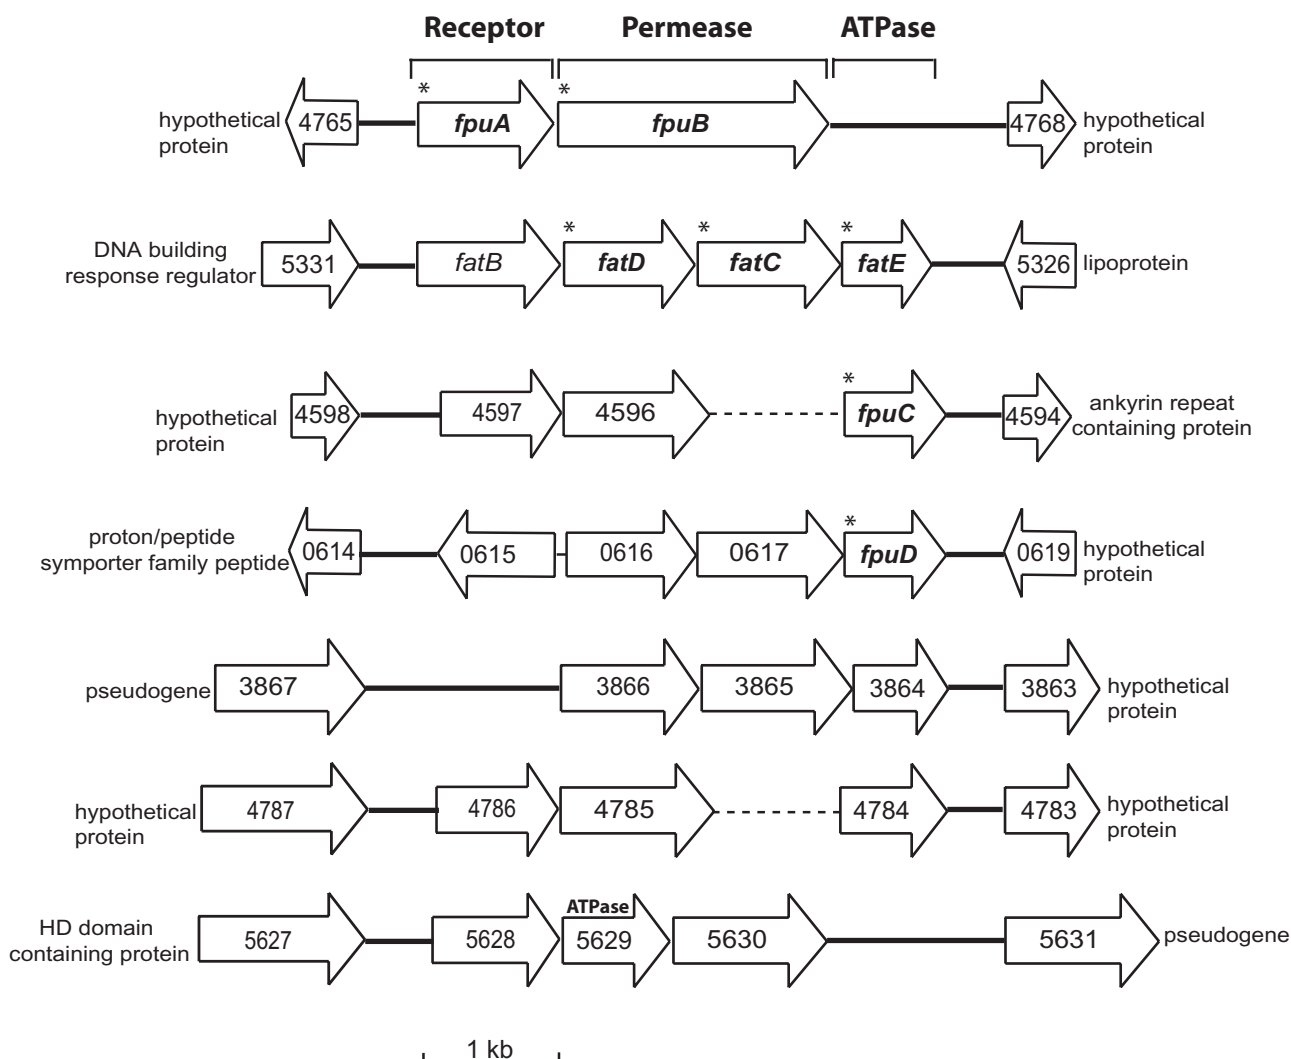 Receptor Permease ATPase
* *
hypothetical
protein
4765 fpuA fpuB 4768
hypothetical
protein
* * *
DNA building
response regulator
5331 fatB fatD fatC fatE 5326
lipoprotein
*
hypothetical
protein
4598 4597 4596 fpuC 4594
ankyrin repeat
containing protein
*
proton/peptide
symporter family peptide
0614 0615 0616 0617 fpuD 0619
hypothetical
protein
pseudogene
3867 3866 3865 3864 3863
hypothetical
protein
hypothetical
protein
4787 4786 4785 4784 4783
hypothetical
protein
HD domain
containing protein
ATPase
5627 5628 5629 5630 5631
pseudogene
1 kb